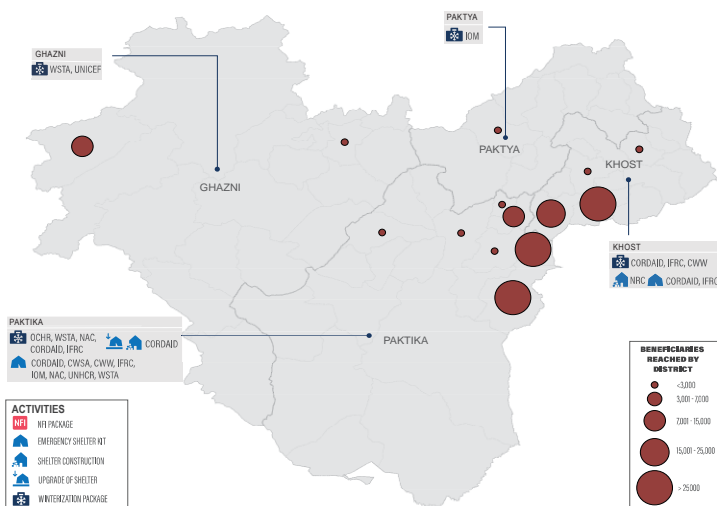 PAKTYA
IOM
GHAZNI
WSTA, UNICEF
PAKTYA
KHOST
GHAZNI
KHOST
CORDAID, IFRC, CWW
NRC
CORDAID, IFRC
PAKTIKA
OCHR, WSTA, NAC,
CORDAID, IFRC
CORDAID
CORDAID, CWSA, CWW, IFRC,
IOM, NAC, UNHCR, WSTA
PAKTIKA
BENEFICIARIES
REACHED BY
DISTRICT
<3,000
3,001 - 7,000
7,001 - 15,000
15,001 - 25,000
> 25000
ACTIVITIES
NFI
NFI PACKAGE
EMERGENCY SHELTER KIT
SHELTER CONSTRUCTION
UPGRADE OF SHELTER
WINTERIZATION PACKAGE